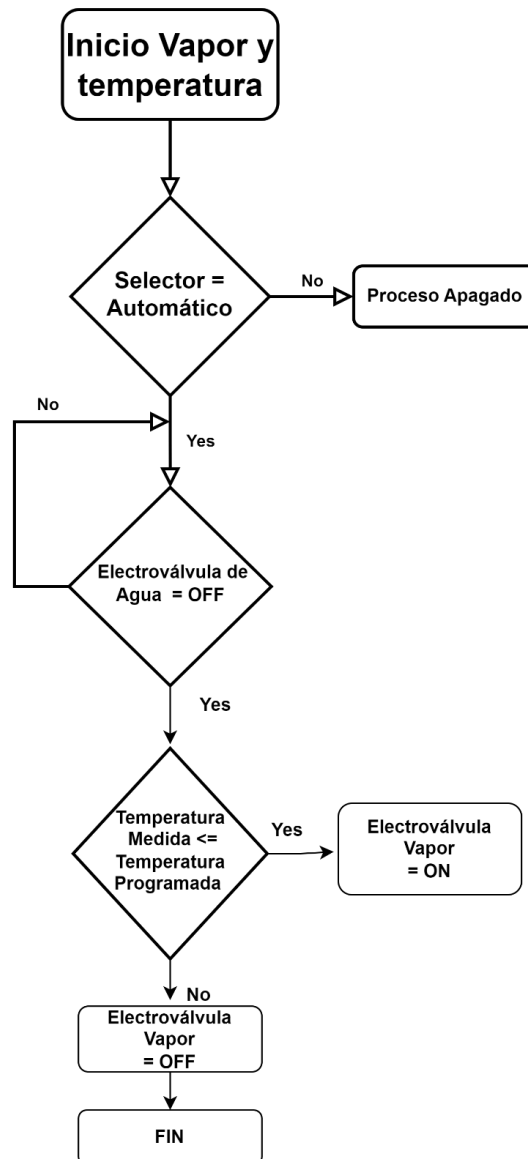 Inicio Vapor y
temperatura
Selector =
Automático
No
Proceso Apagado
No
Yes
Electroválvula de
Agua = OFF
Yes
Temperatura
Medida <=
Temperatura
Programada
Yes
Electroválvula
Vapor
= ON
No
Electroválvula
Vapor
= OFF
FIN